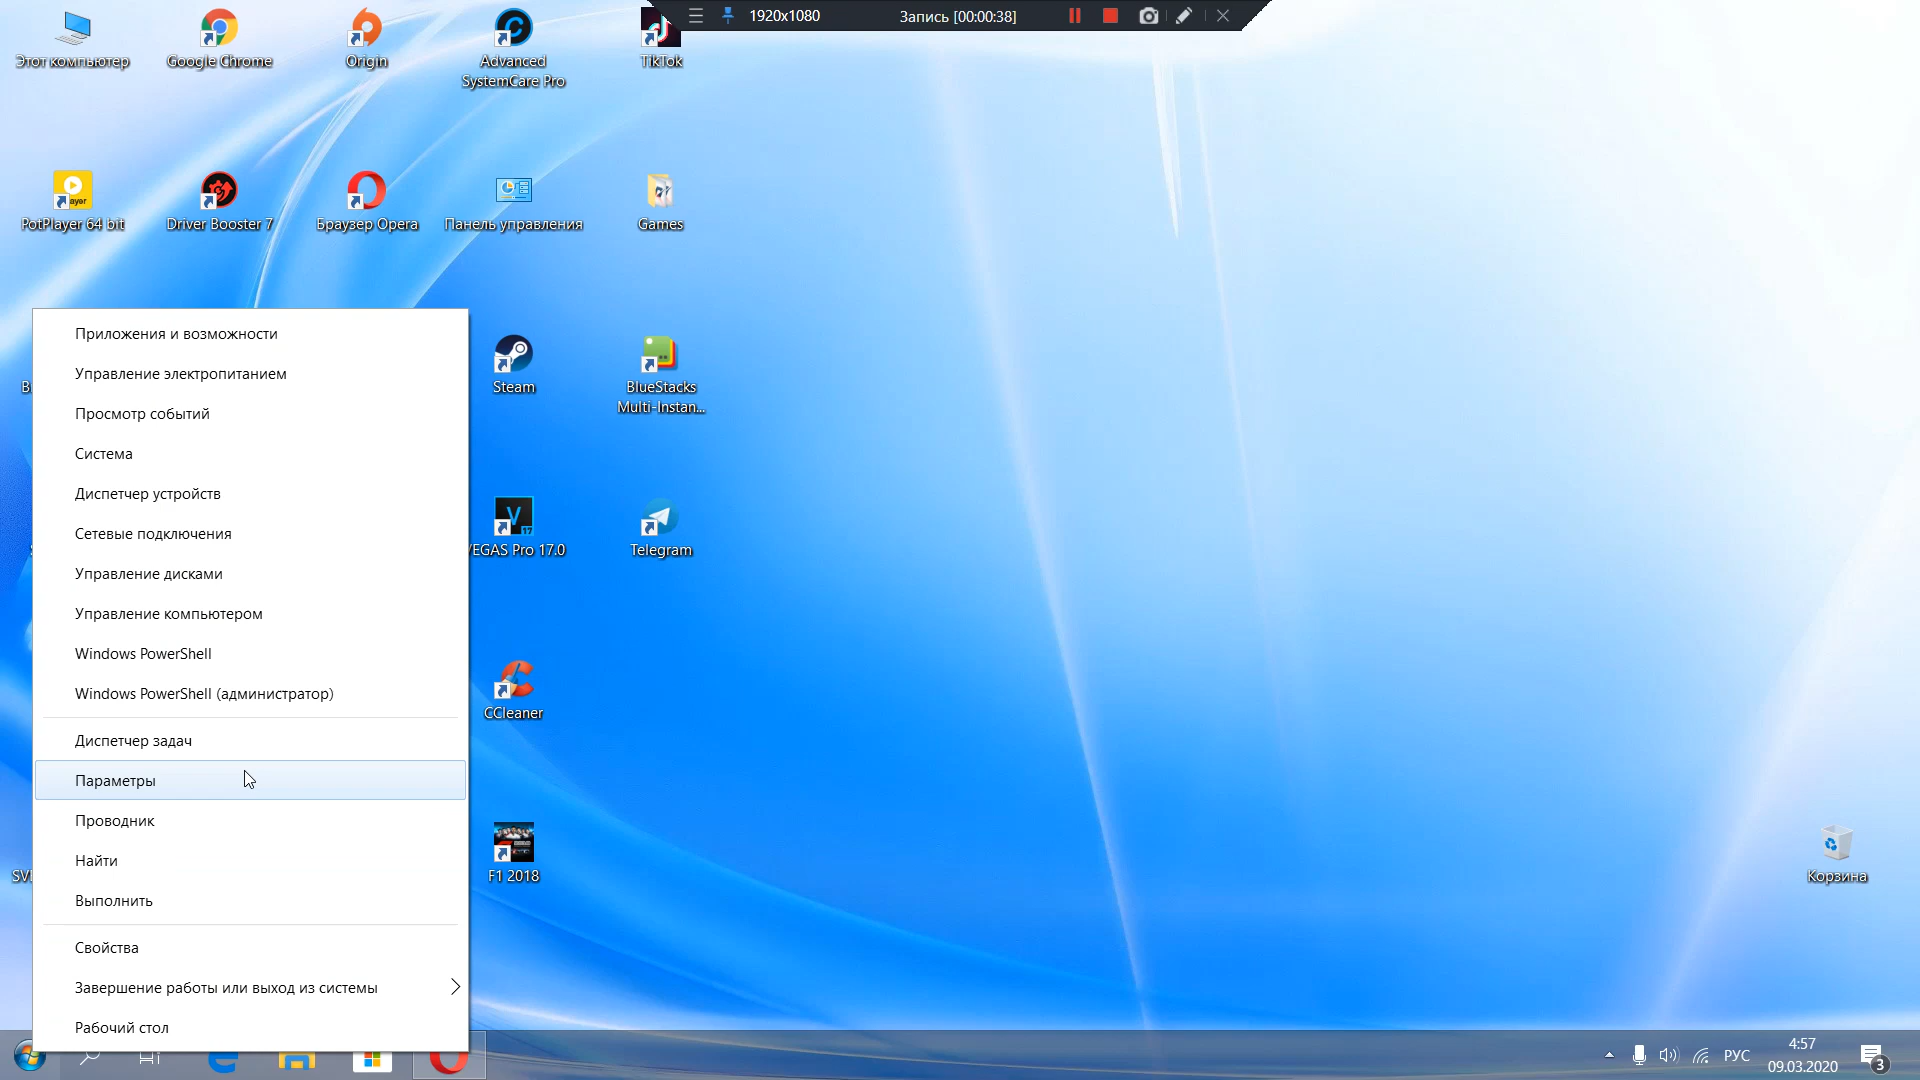 1920x1080
Запись [00:00:38]
Этот компьютер
Google Chrome
Origin
Advanced
SystemCare Pro
TikTok
PotPlayer 64 bit
Driver Booster 7
Браузер Opera
Панель управления
Games
Steam
BlueStacks
Multi-Instan...
VEGAS Pro 17.0
Telegram
CCleaner
F1 2018
Корзина
Приложения и возможности
Управление электропитанием
Просмотр событий
Система
Диспетчер устройств
Сетевые подключения
Управление дисками
Управление компьютером
Windows PowerShell
Windows PowerShell (администратор)
Диспетчер задач
Параметры
Проводник
Найти
Выполнить
Свойства
Завершение работы или выход из системы
Рабочий стол
РУС
4:57
09.03.2020
3